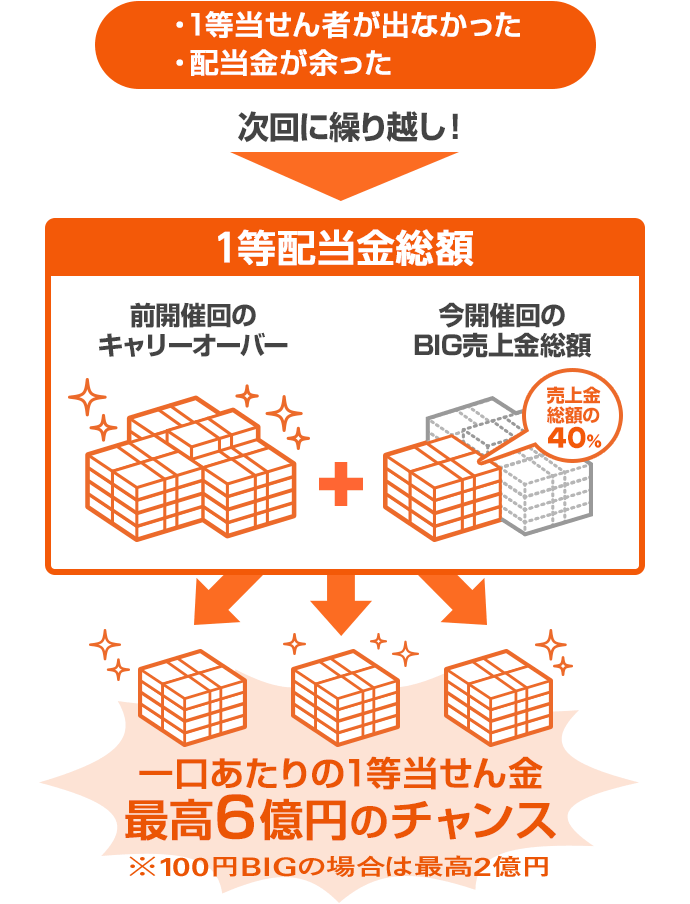 ・1等当せん者が出なかった
・配当金が余った
次回に繰り越し！
1等配当金総額
前開催回の
キャリーオーバー
今開催回の
BIG売上金総額
売上金
総額の
40%
一口あたりの1等当せん金
最高6億円のチャンス
※100円BIGの場合は最高2億円